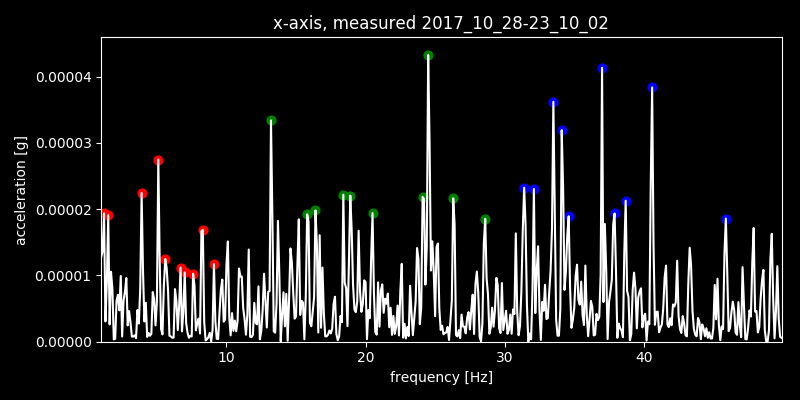 x-axis, measured 2017_10_28-23_10_02
acceleration [g]
0.00004
0.00003
0.00002
0.00001
0.00000
10 20 30 40
frequency [Hz]